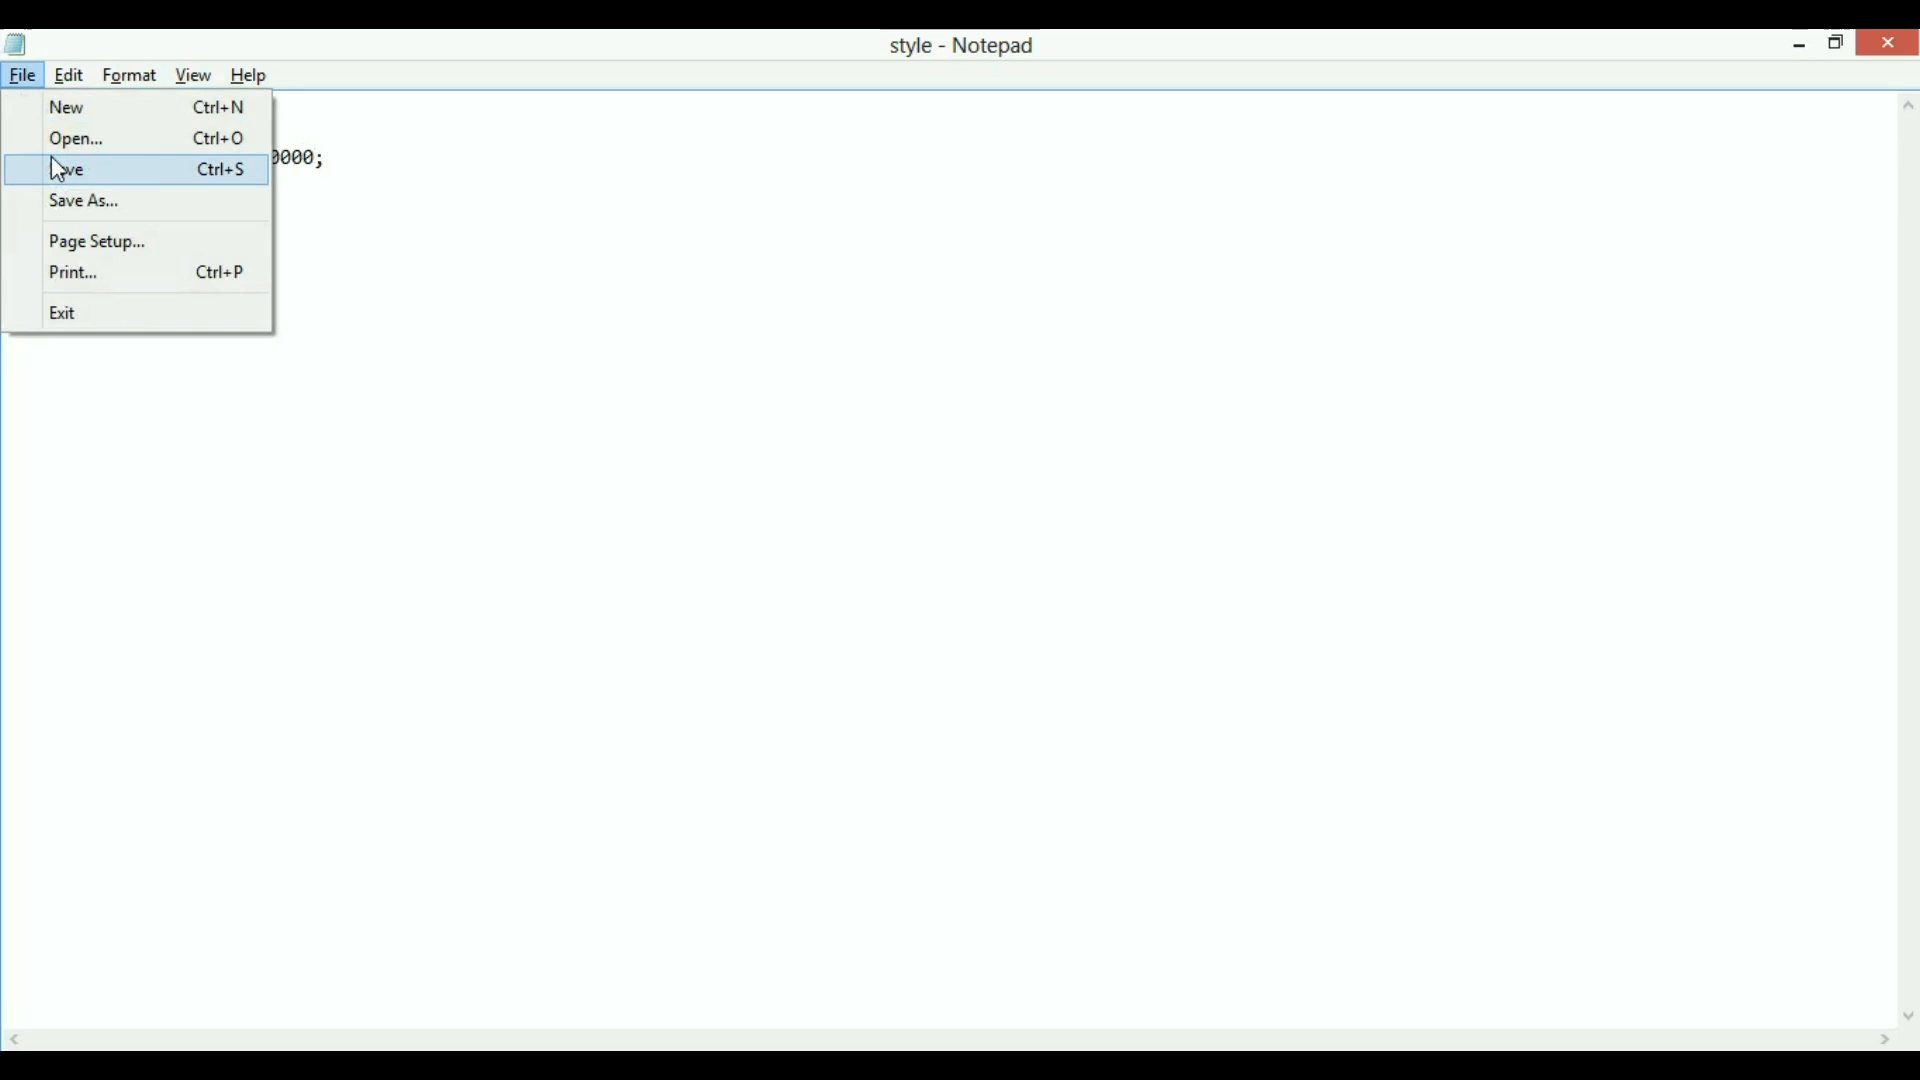 style - Notepad
File Edit Format View Help
New Ctrl+N
Open... Ctrl+O
0000;
Ctrl+S
Save As...
Page Setup...
Print... Ctrl+P
Exit